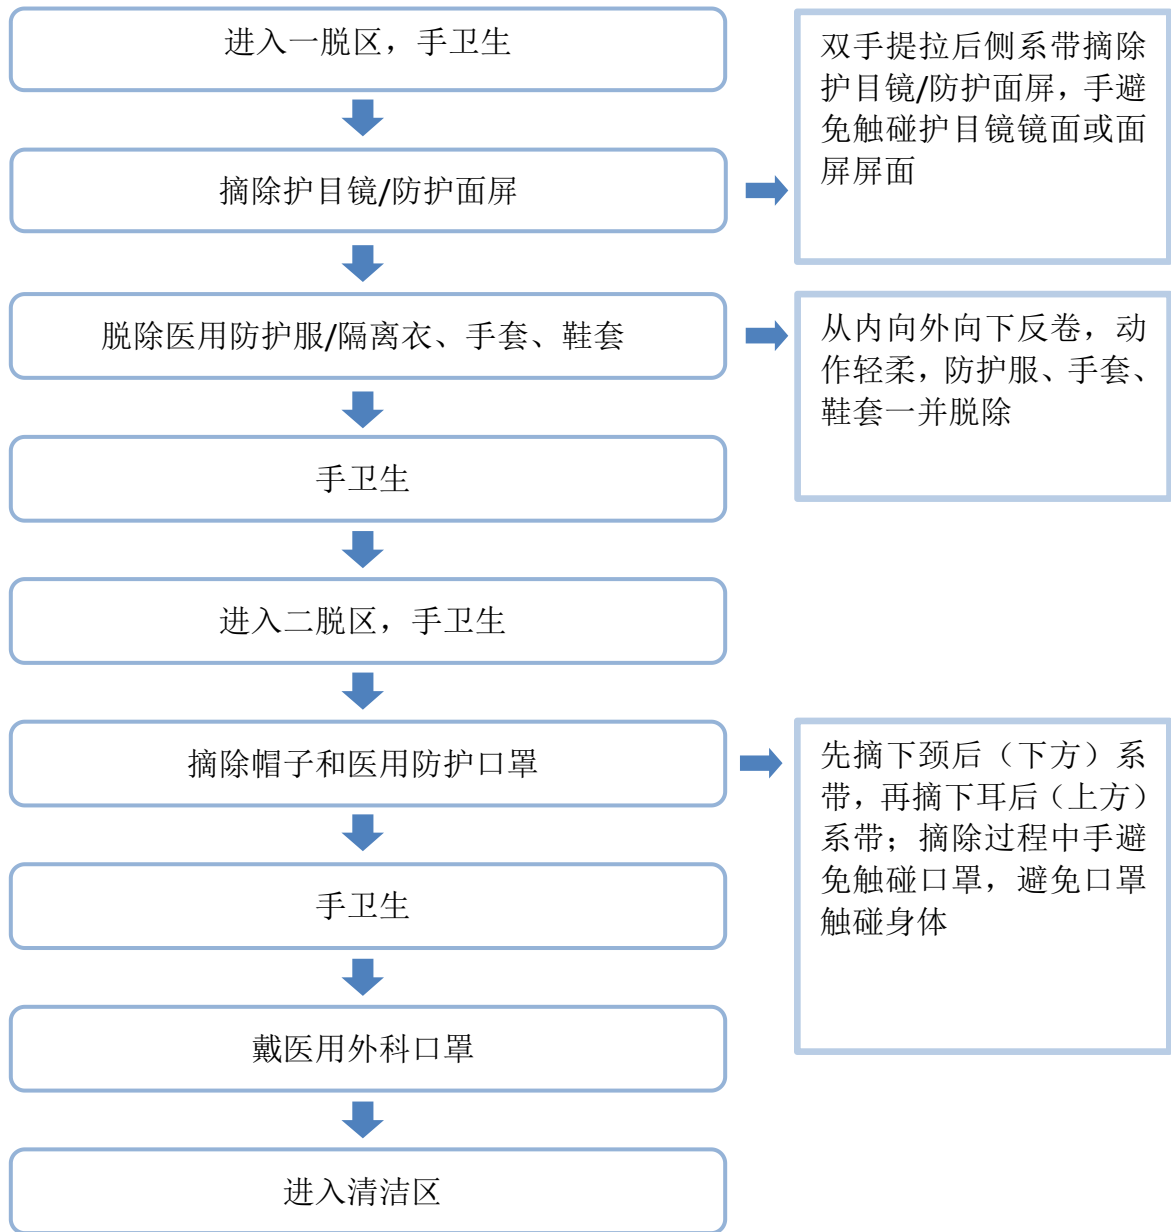 进入一脱区，手卫生
双手提拉后侧系带摘除
护目镜/防护面屏，手避
免触碰护目镜镜面或面
屏屏面
摘除护目镜/防护面屏
脱除医用防护服/隔离衣、手套、鞋套
从内向外向下反卷，动
作轻柔，防护服、手套、
鞋套一并脱除
手卫生
进入二脱区，手卫生
摘除帽子和医用防护口罩
先摘下颈后（下方）系
带，再摘下耳后（上方）
系带；摘除过程中手避
免触碰口罩，避免口罩
触碰身体
手卫生
戴医用外科口罩
进入清洁区